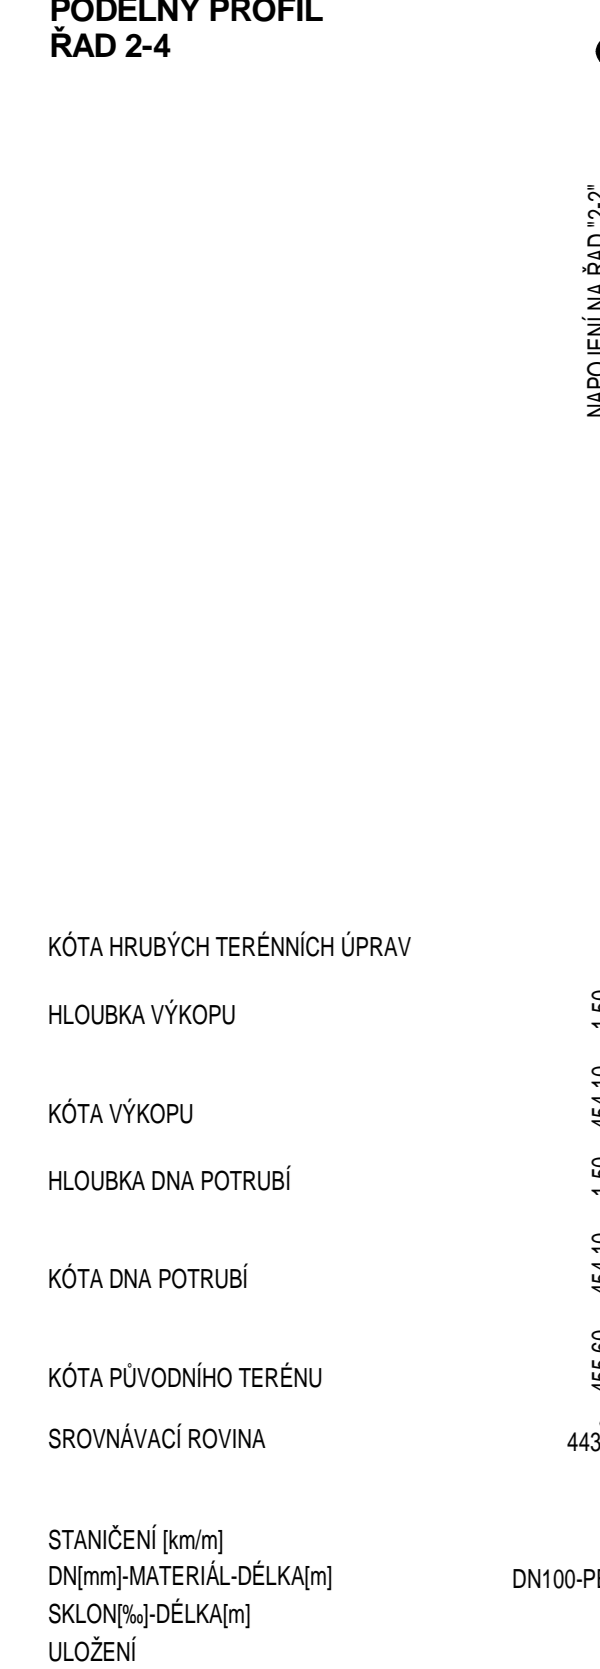 PODÉLNÝ PROFIL
ŘAD 2-4
NAPOJENÍ NA ŘAD "2-2"
KÓTA HRUBÝCH TERÉNNÍCH ÚPRAV
HLOUBKA VÝKOPU 1.50
KÓTA VÝKOPU 454.10
HLOUBKA DNA POTRUBÍ 1.50
KÓTA DNA POTRUBÍ 454.10
KÓTA PŮVODNÍHO TERÉNU 455.60
SROVNÁVACÍ ROVINA 443
STANIČENÍ [km/m]
DN[mm]-MATERIÁL-DÉLKA[m] DN100-PE
SKLON[‰]-DÉLKA[m]
ULOŽENÍ